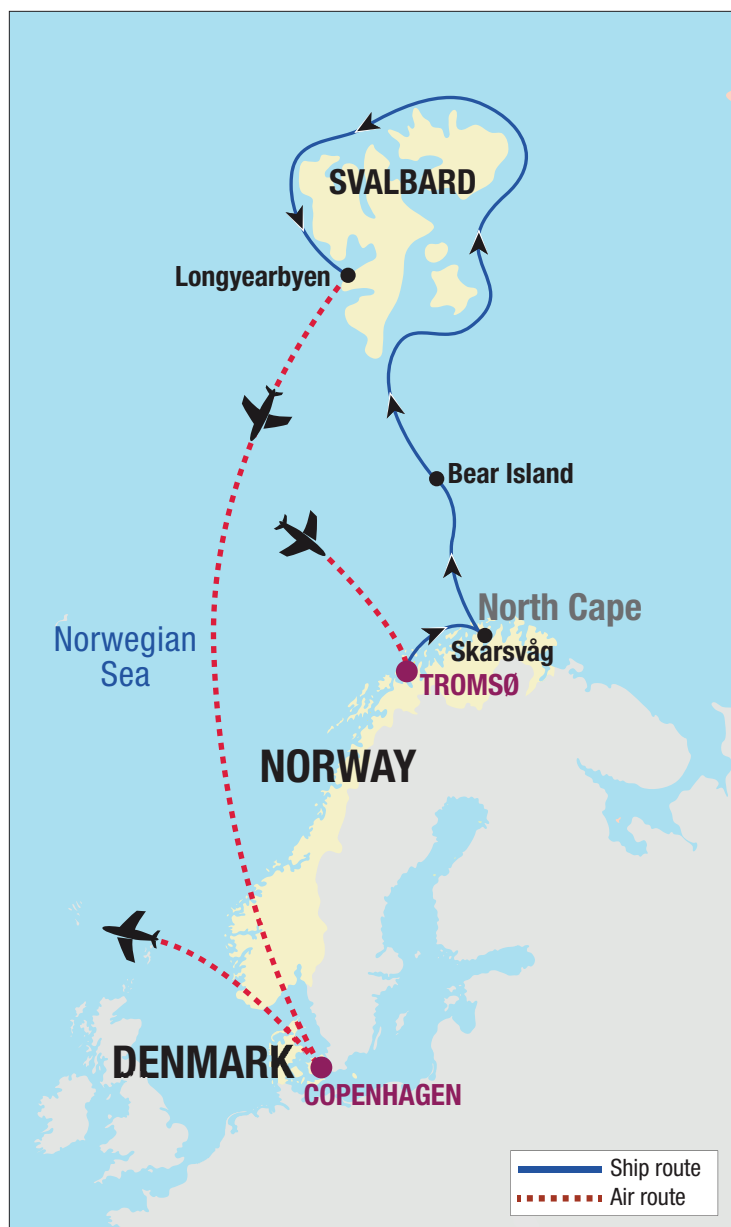 SVALBARD
Longyearbyen
Bear Island
North Cape
Skarsvåg
Norwegian
Sea
TROMSØ
NORWAY
DENMARK
COPENHAGEN
Ship route
Air route